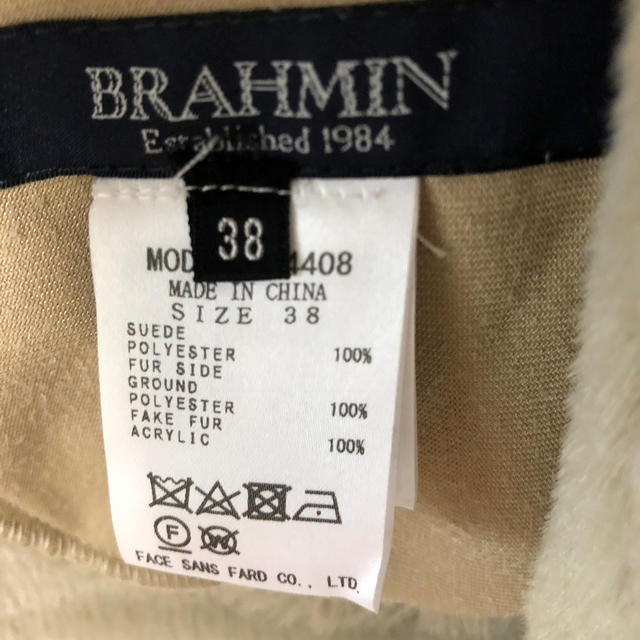 BRAHMIN
Established 1984
38
4408
MADE IN CHINA
SIZE 38
SUEDE
POLYESTER 100%
FUR SIDE
GROUND
POLYESTER 100%
FAKE FUR
ACRYLIC 100%
F
W
FACE SANS FARD CO., LTD.